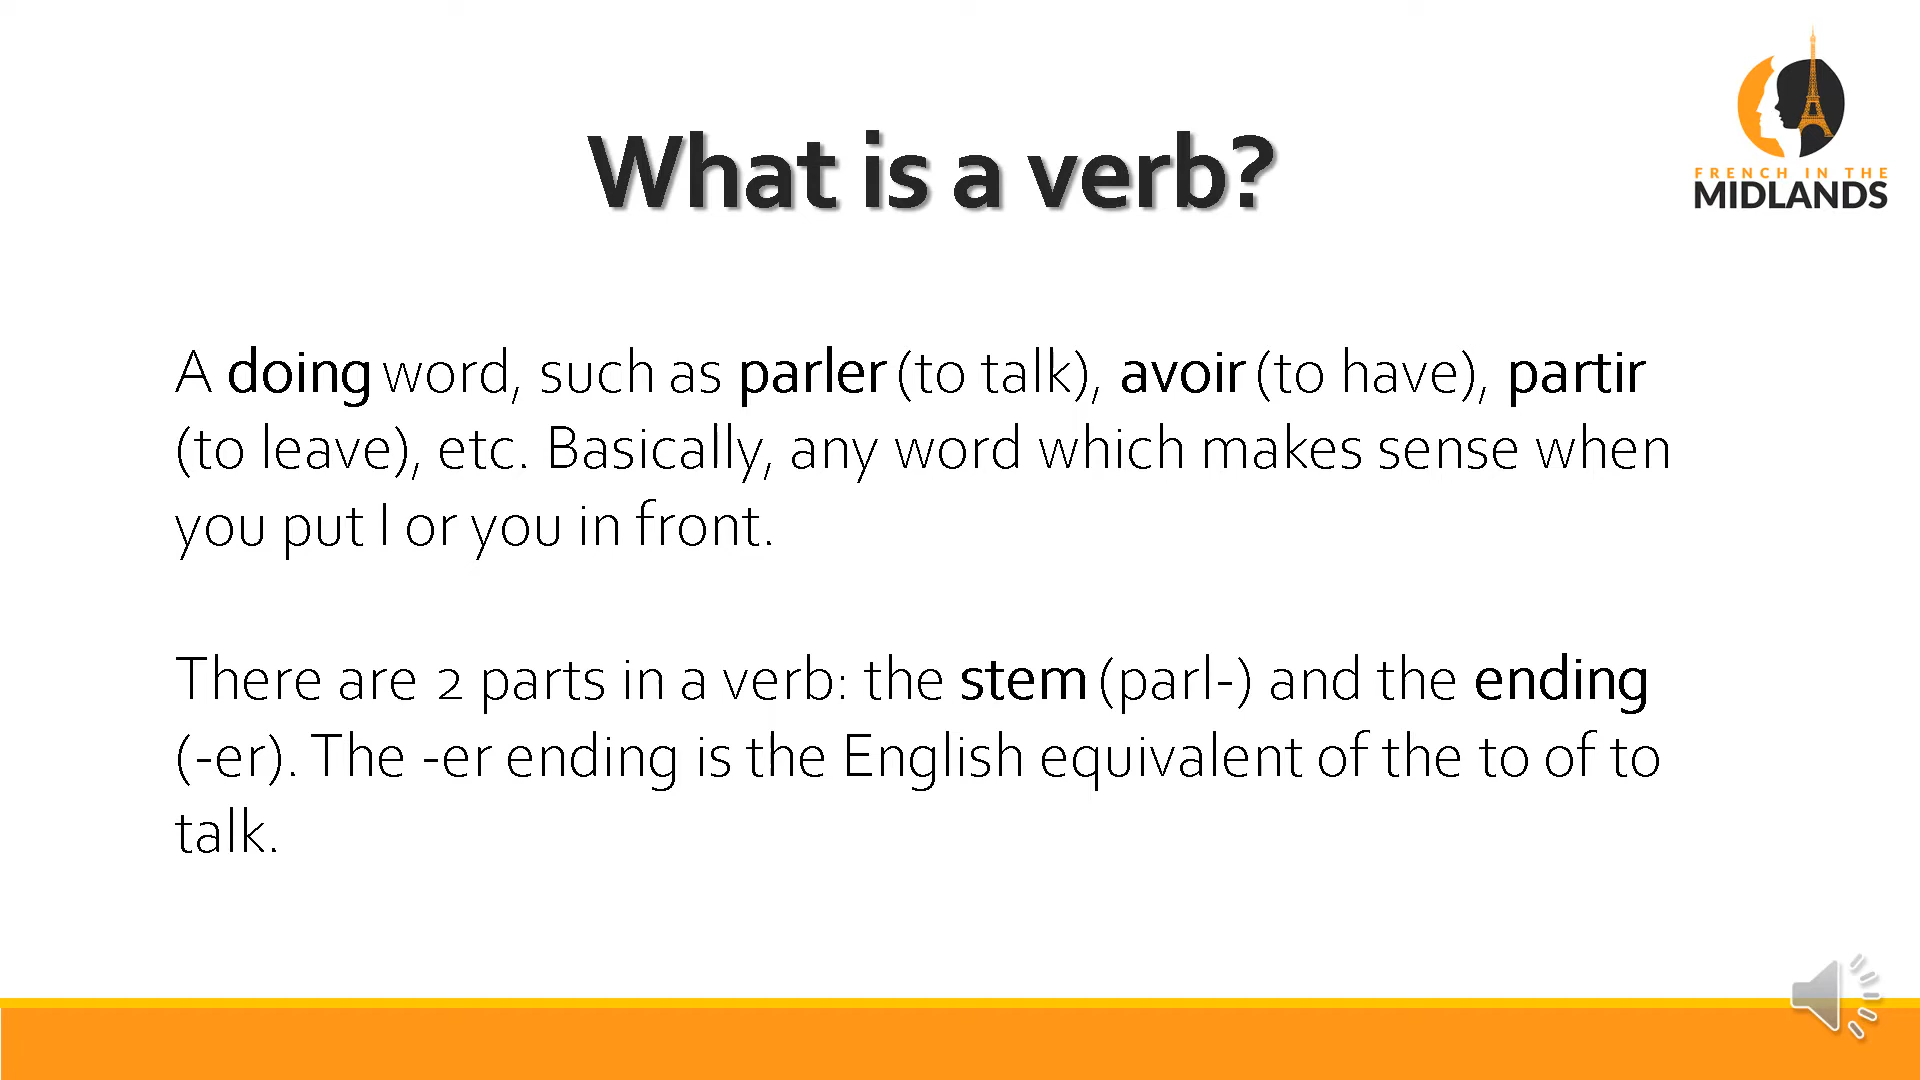 FRENCH IN THE
MIDLANDS
What is a verb?
A doing word, such as parler (to talk), avoir (to have), partir
(to leave), etc. Basically, any word which makes sense when
you put I or you in front.
There are 2 parts in a verb: the stem (parl-) and the ending
(-er). The -er ending is the English equivalent of the to of to
talk.